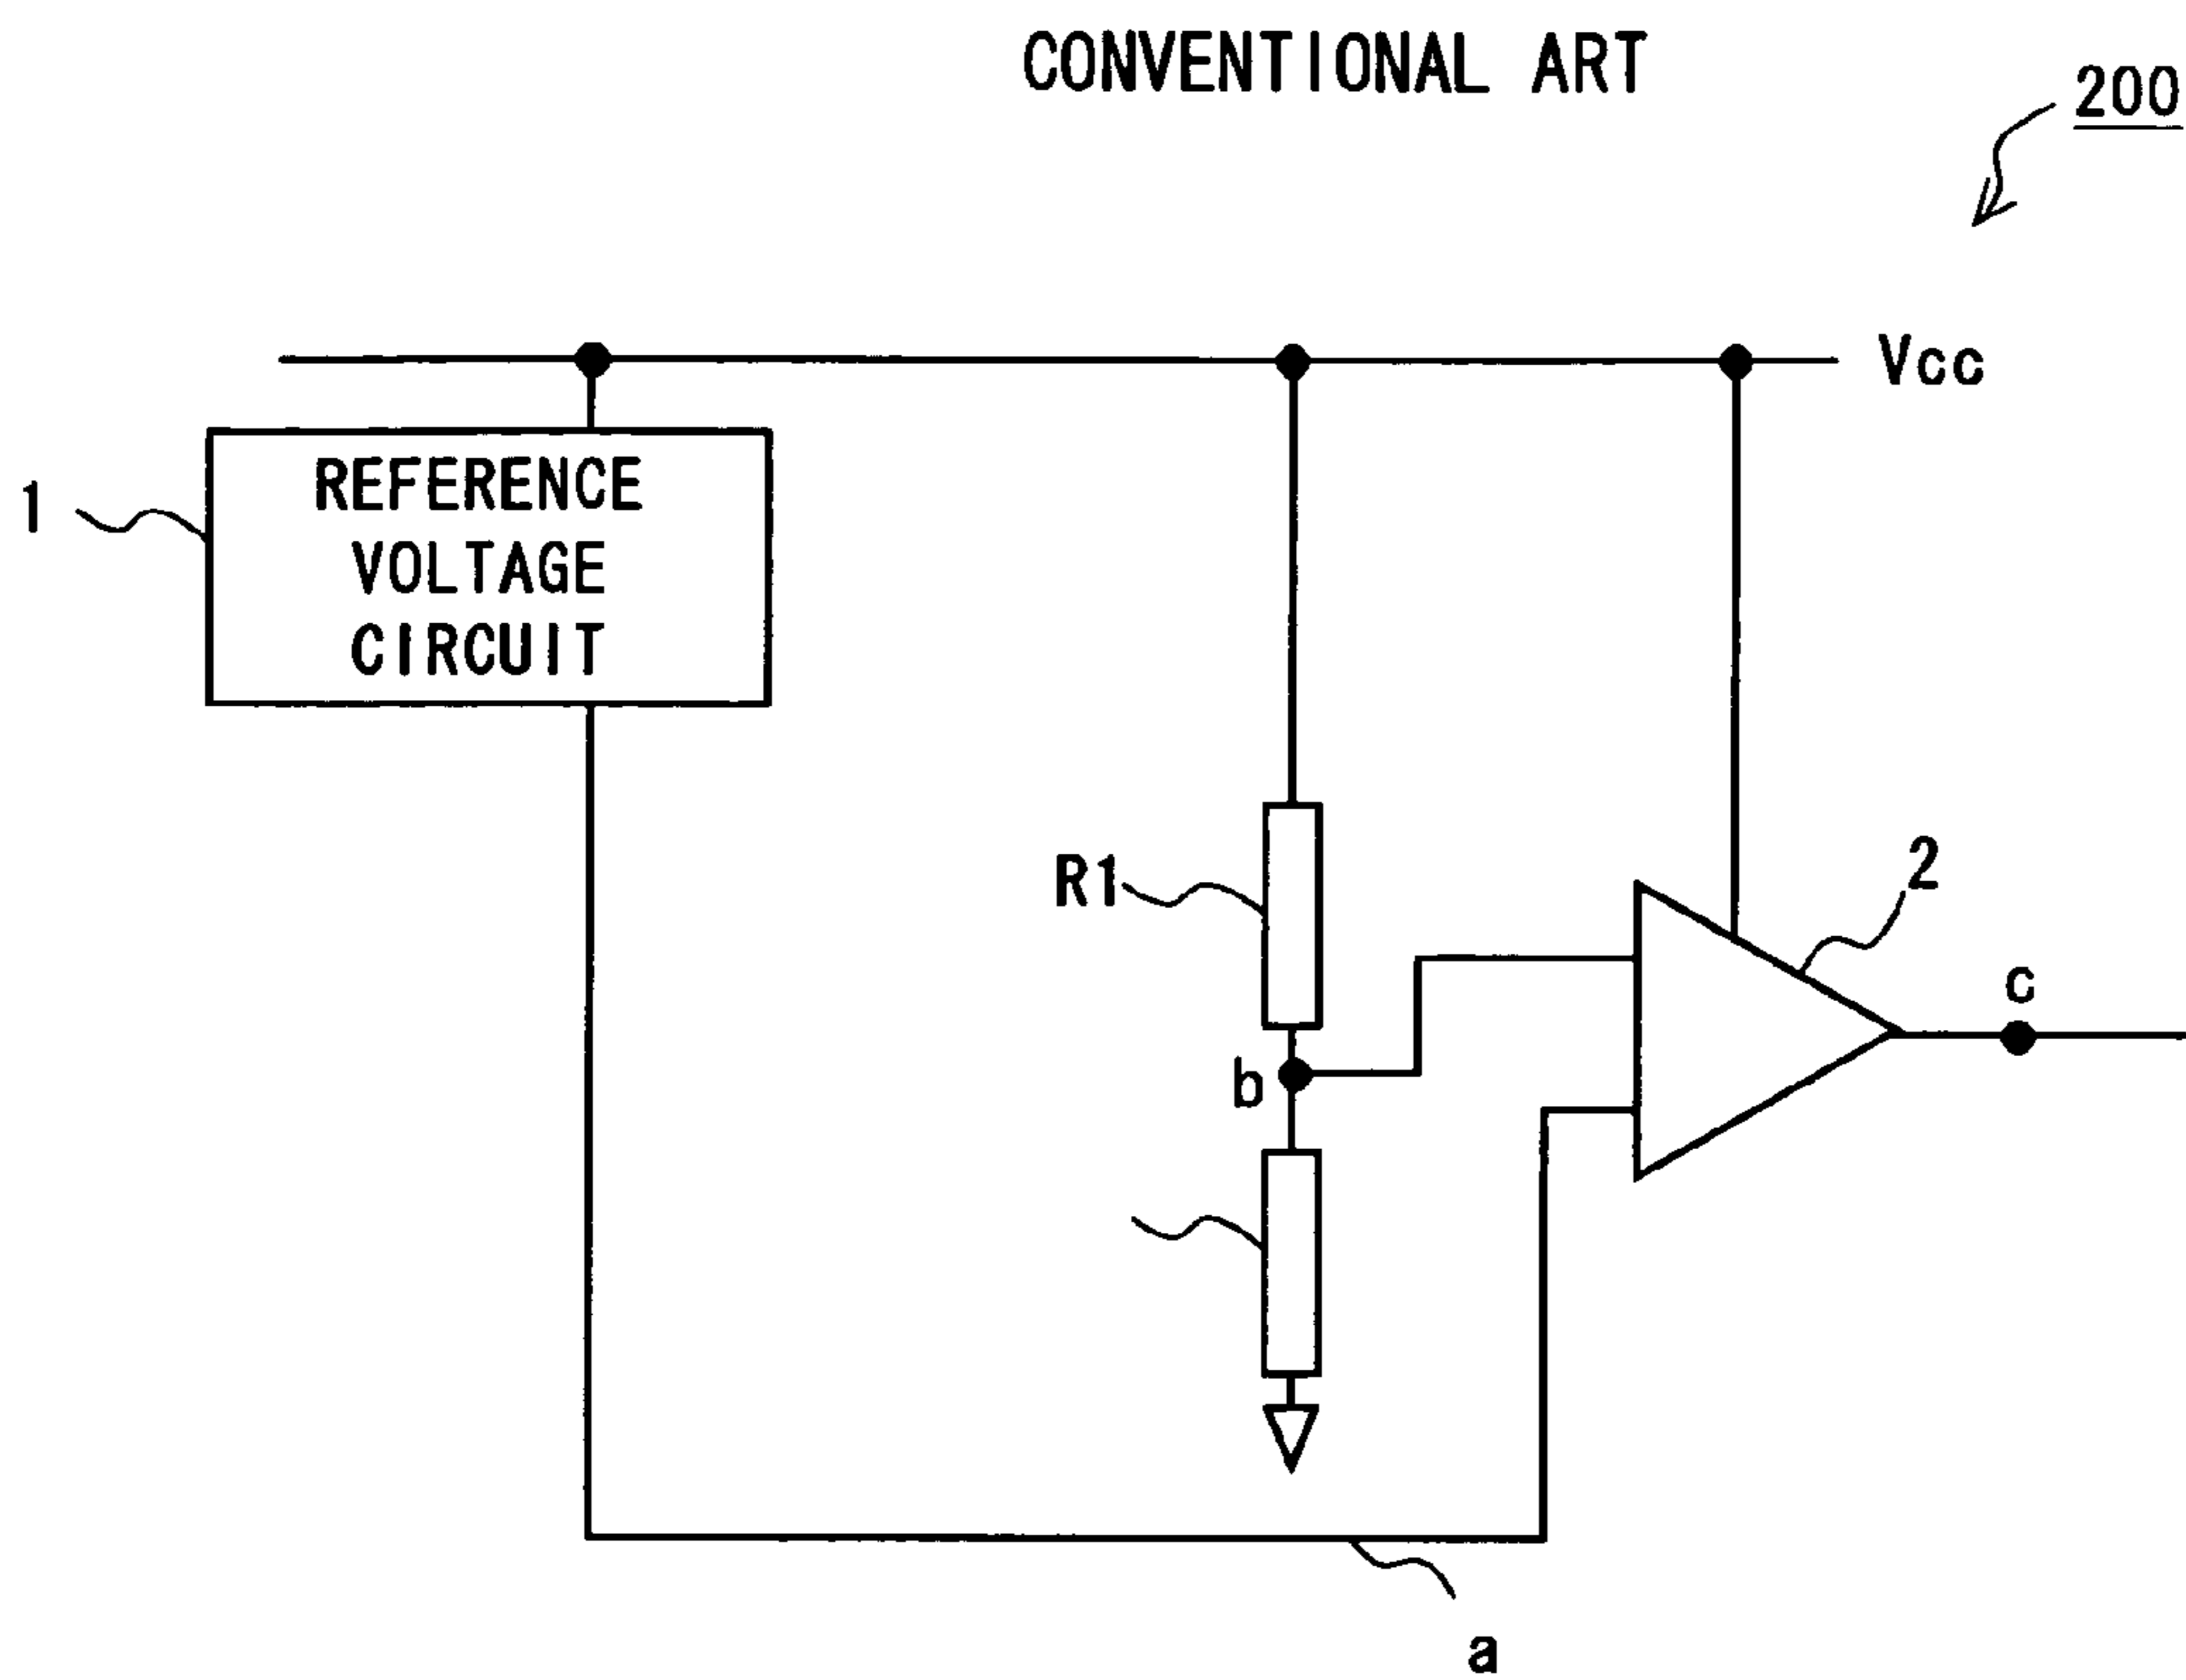 CONVENTIONAL ART
200
Vcc
REFERENCE
VOLTAGE
CIRCUIT
1
R1
2
c
b
a